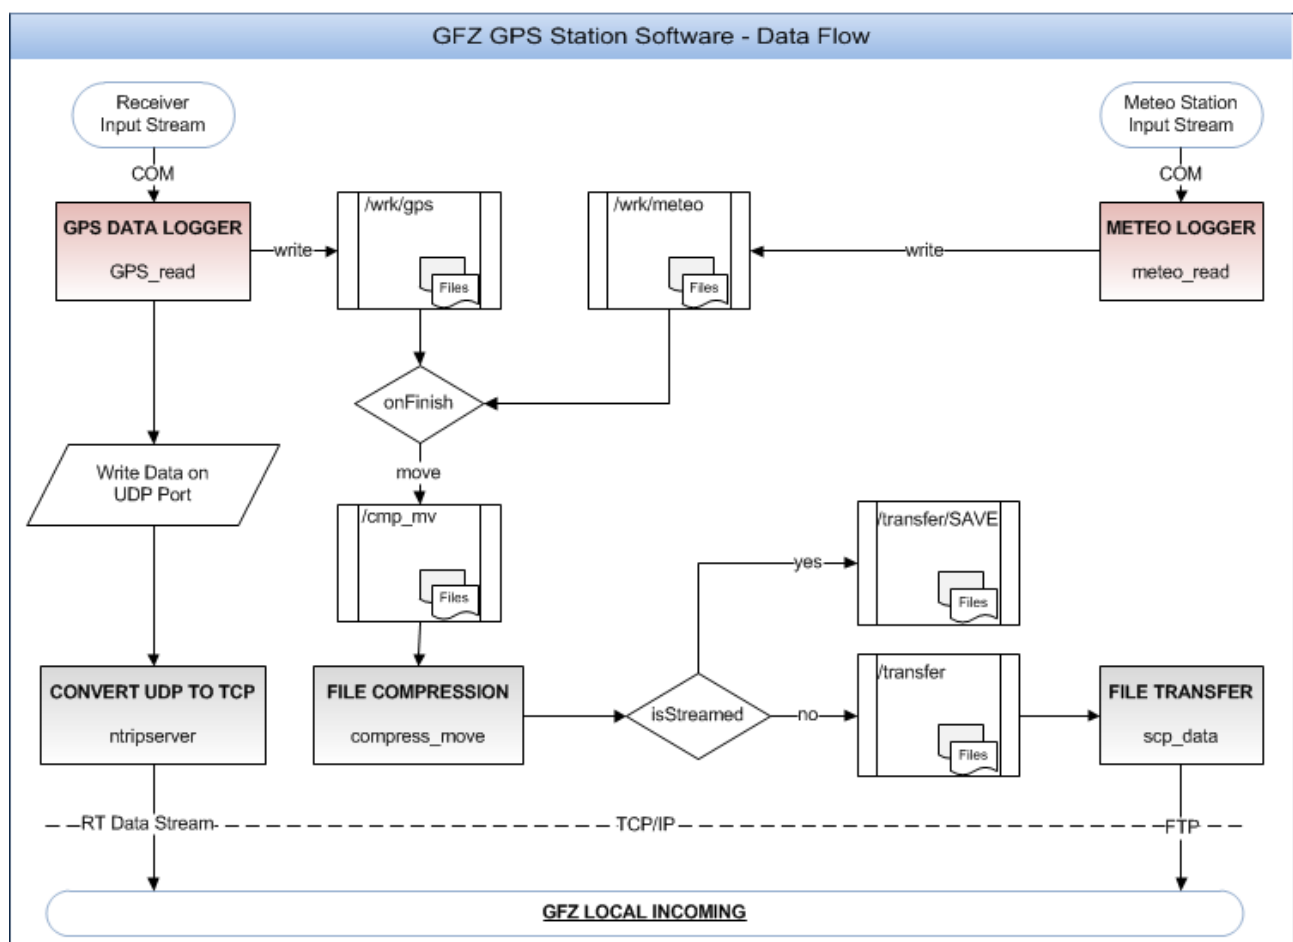 GFZ GPS Station Software - Data Flow
Receiver
Input Stream
Meteo Station
Input Stream
COM
COM
GPS DATA LOGGER
GPS_read
write
/wrk/gps
Files
/wrk/meteo
Files
write
METEO LOGGER
meteo_read
onFinish
Write Data on
UDP Port
move
/cmp_mv
Files
/transfer/SAVE
Files
yes
CONVERT UDP TO TCP
ntripserver
FILE COMPRESSION
compress_move
isStreamed
no
/transfer
Files
FILE TRANSFER
scp_data
RT Data Stream
TCP/IP
FTP
GFZ LOCAL INCOMING